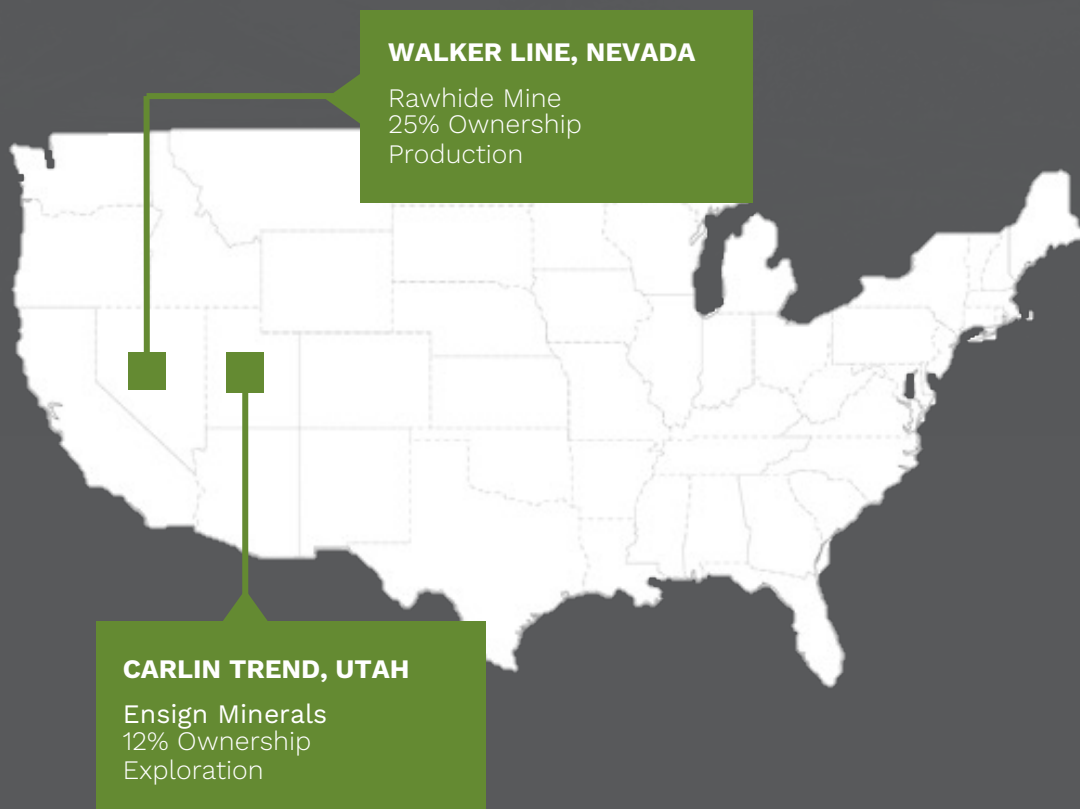 WALKER LINE, NEVADA
Rawhide Mine
25% Ownership
Production
CARLIN TREND, UTAH
Ensign Minerals
12% Ownership
Exploration